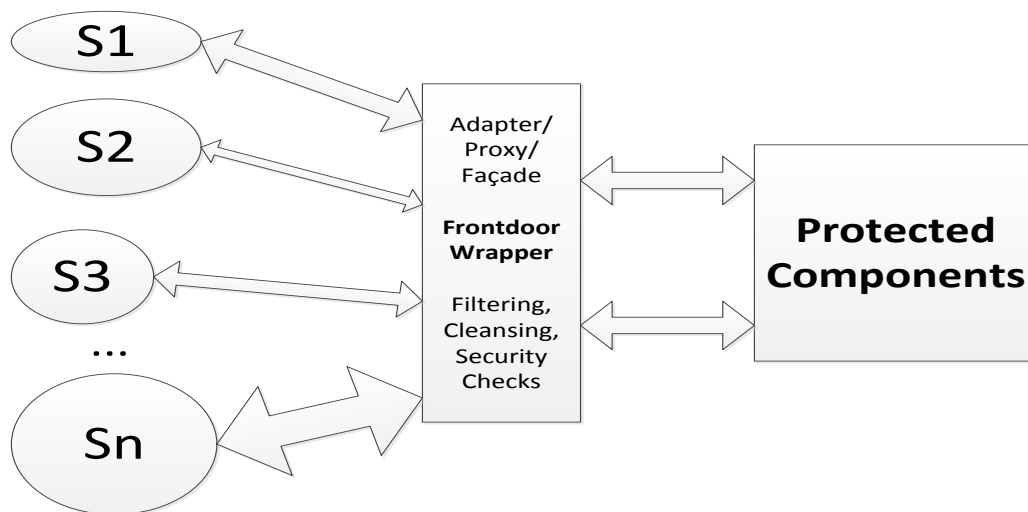 S1
S2
S3
...
Sn
Adapter/
Proxy/
Façade
Frontdoor
Wrapper
Filtering,
Cleansing,
Security
Checks
Protected
Components